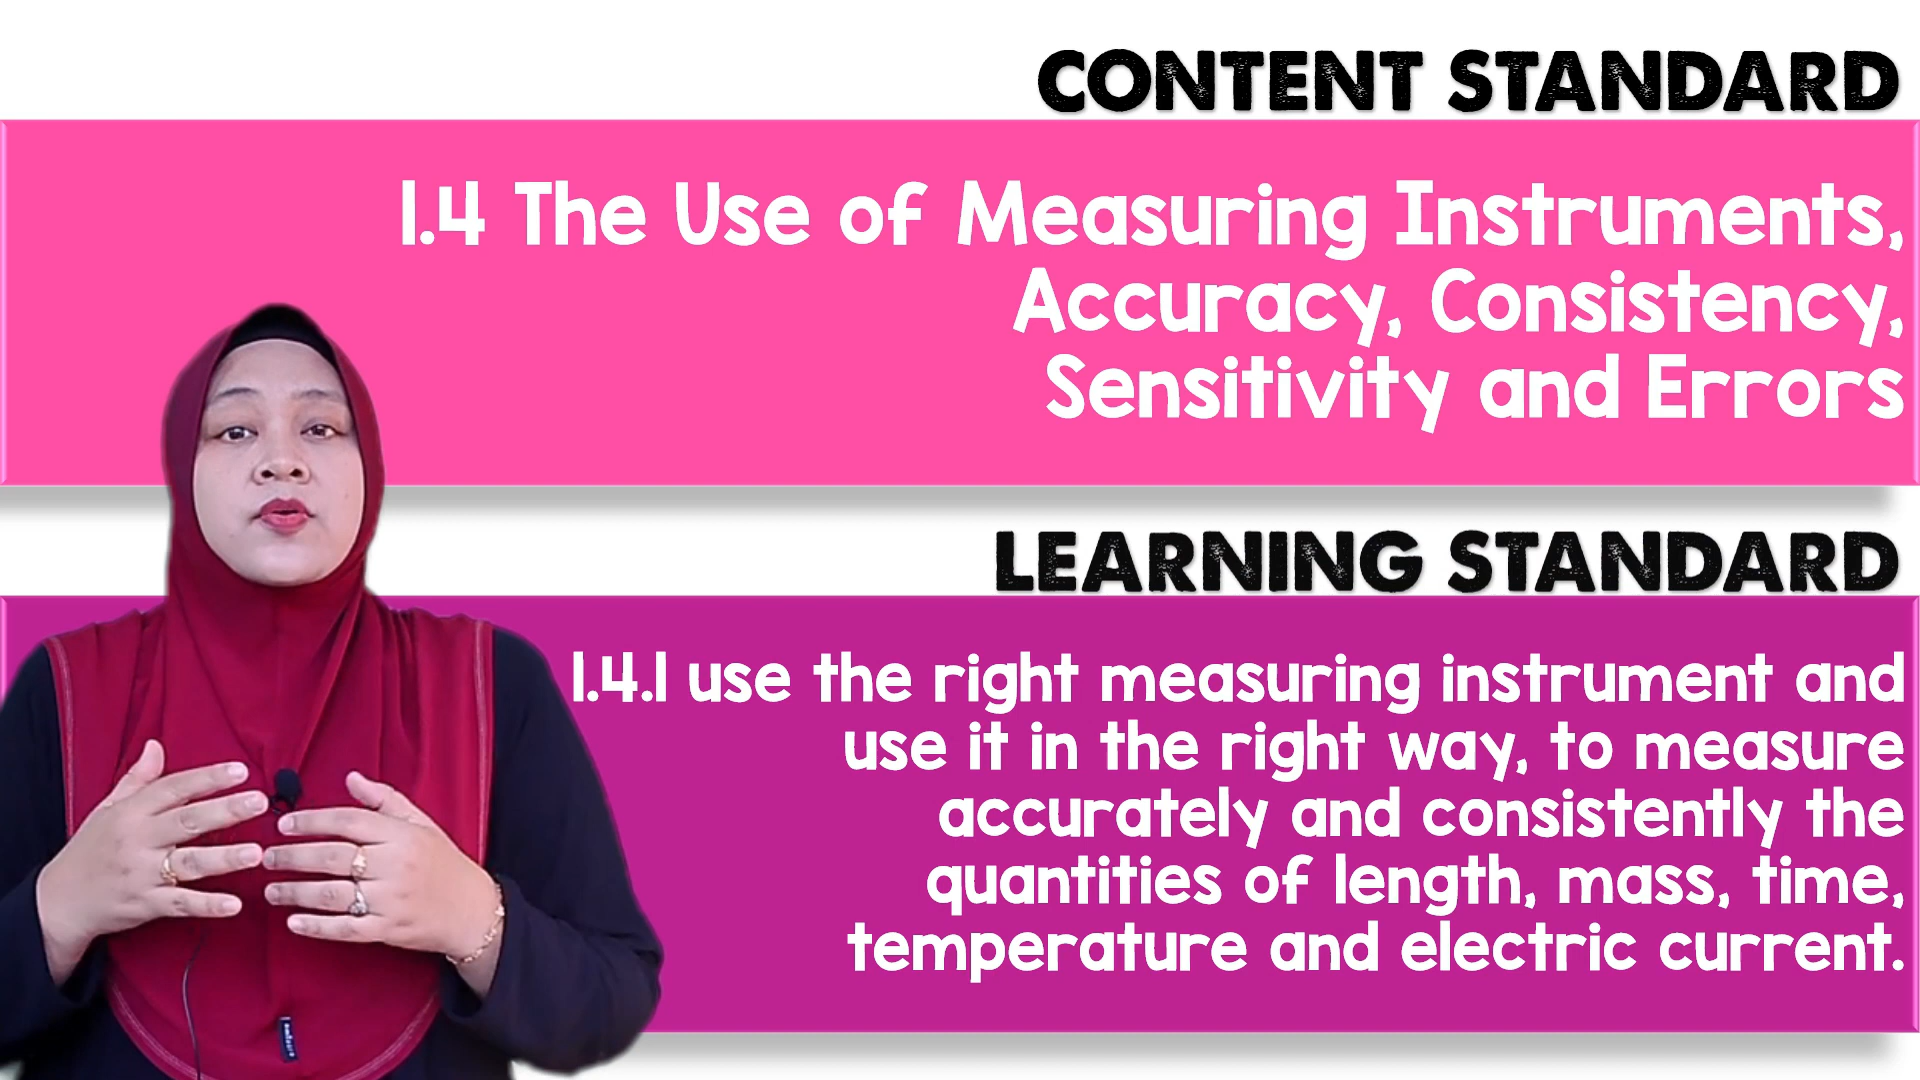 CONTENT STANDARD
1.4 The Use of Measuring Instruments,
Accuracy, Consistency,
Sensitivity and Errors
LEARNING STANDARD
1.4.1 use the right measuring instrument and
use it in the right way, to measure
accurately and consistently the
quantities of length, mass, time,
temperature and electric current.